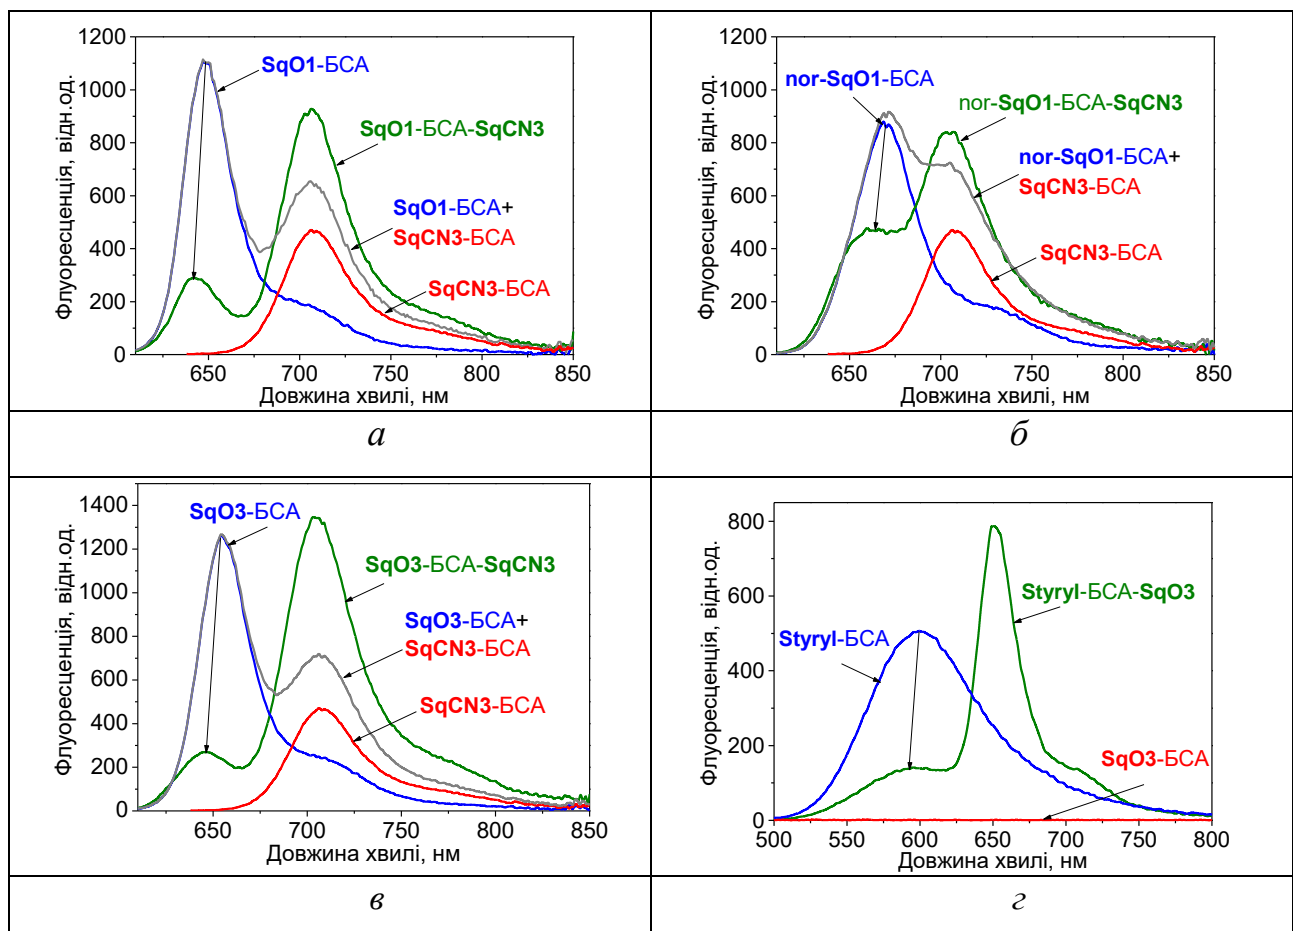 1200
1000
800
600
400
200
0
Флуоресценція, відн.од.
SqO1-БСА
SqO1-БСА-SqCN3
SqO1-БСА+
SqCN3-БСА
SqCN3-БСА
650 700 750 800 850
Довжина хвилі, нм
а
1200
1000
800
600
400
200
0
Флуоресценція, відн.од.
nor-SqO1-БСА
nor-SqO1-БСА-SqCN3
nor-SqO1-БСА+
SqCN3-БСА
SqCN3-БСА
650 700 750 800 850
Довжина хвилі, нм
б
1400
1200
1000
800
600
400
200
0
Флуоресценція, відн.од.
SqO3-БСА
SqO3-БСА-SqCN3
SqO3-БСА+
SqCN3-БСА
SqCN3-БСА
650 700 750 800 850
Довжина хвилі, нм
в
800
600
400
200
0
Флуоресценція, відн.од.
Styryl-БСА-SqO3
Styryl-БСА
SqO3-БСА
500 550 600 650 700 750 800
Довжина хвилі, нм
г